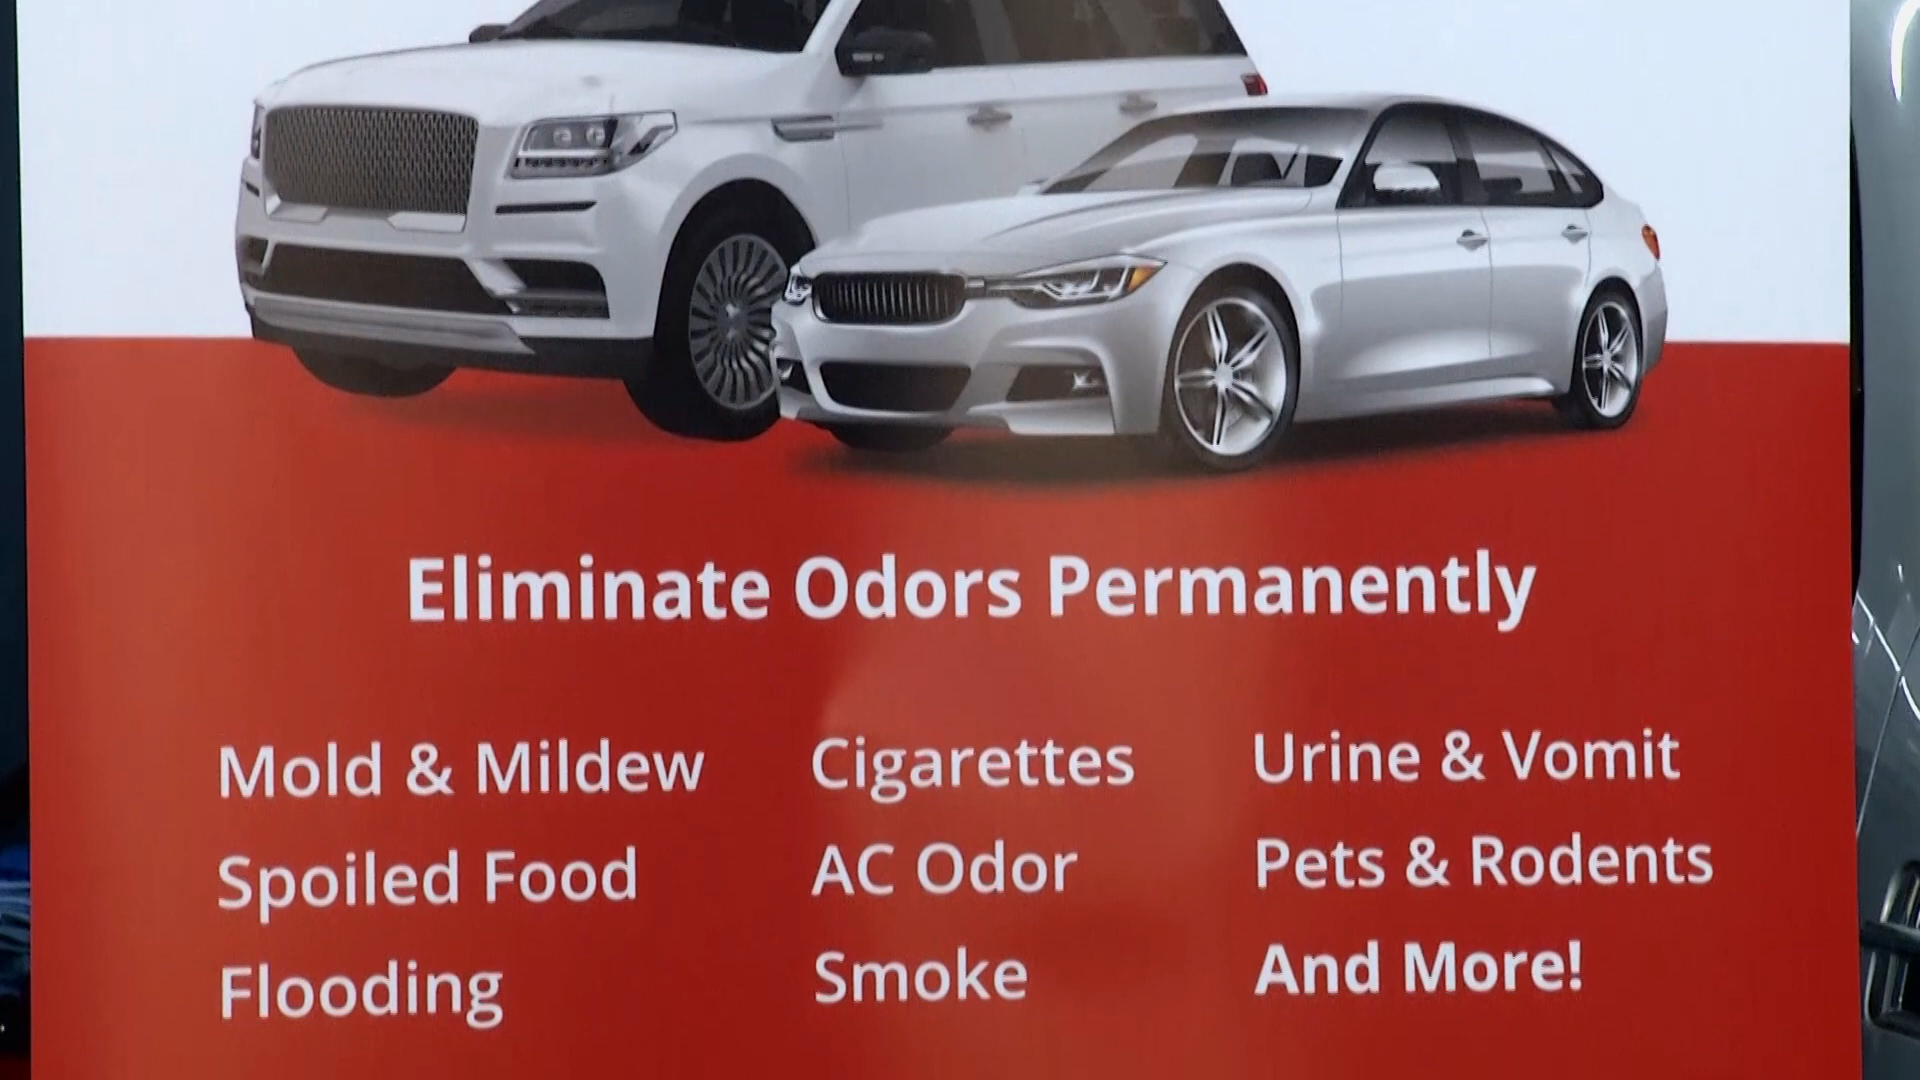 Eliminate Odors Permanently
Mold & Mildew
Spoiled Food
Flooding
Cigarettes
AC Odor
Smoke
Urine & Vomit
Pets & Rodents
And More!